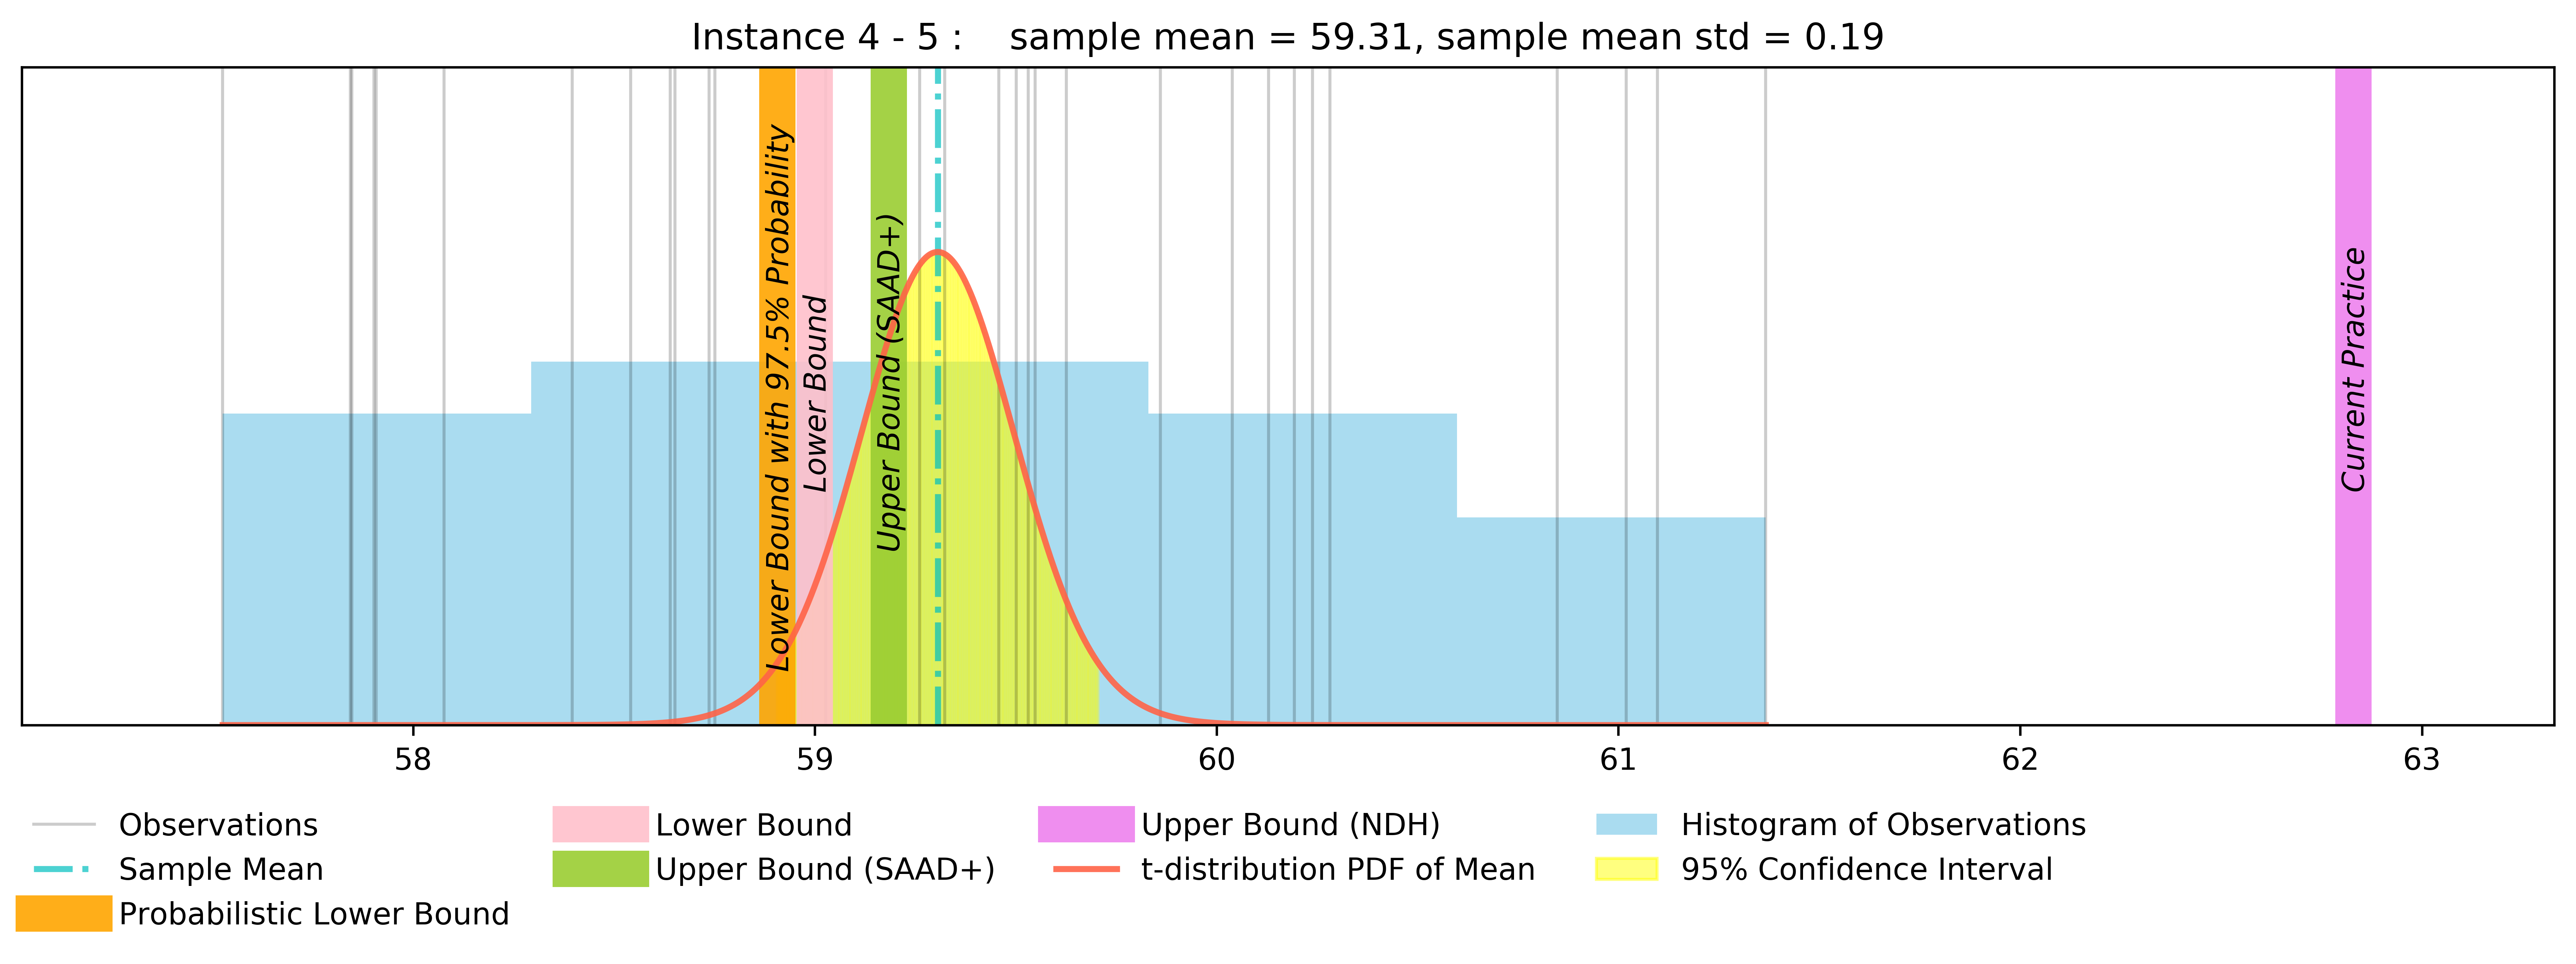 Instance 4 - 5 :    sample mean = 59.31, sample mean std = 0.19
Lower Bound with 97.5% Probability
Lower Bound
Upper Bound (SAAD+)
Current Practice
58 59 60 61 62 63
Observations
Sample Mean
Probabilistic Lower Bound
Lower Bound
Upper Bound (SAAD+)
Upper Bound (NDH)
t-distribution PDF of Mean
Histogram of Observations
95% Confidence Interval